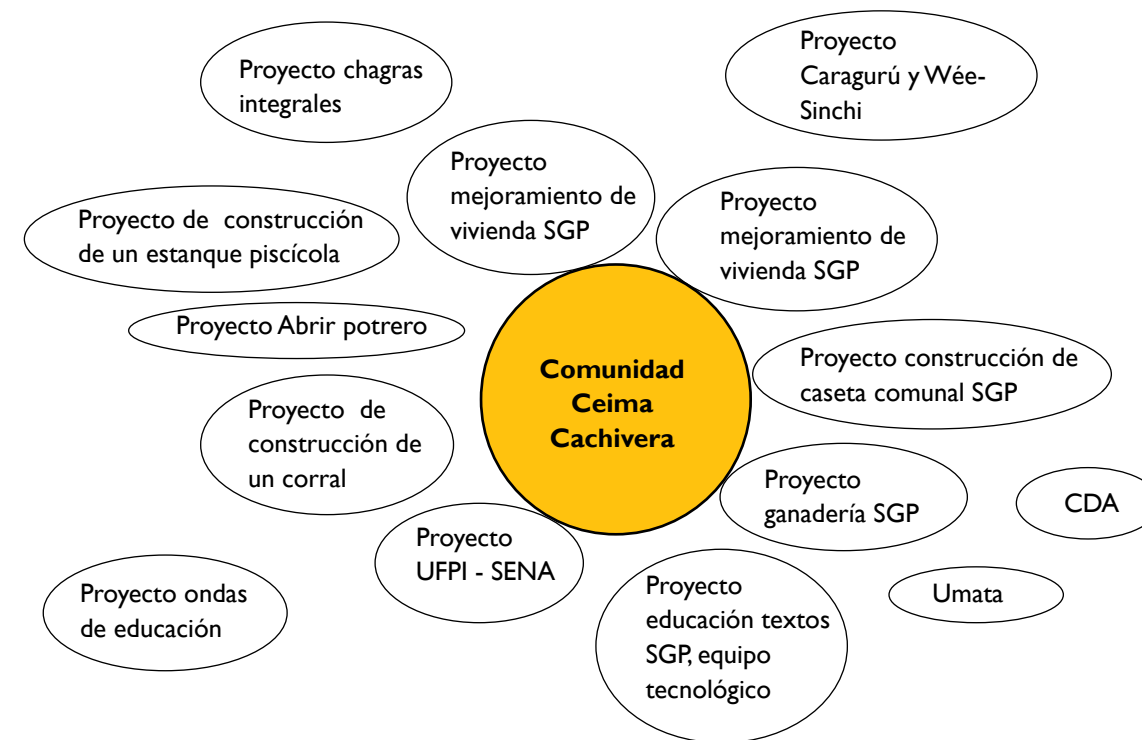 Proyecto chagras
integrales
Proyecto
Caragurú y Wée-
Sinchi
Proyecto
mejoramiento de
vivienda SGP
Proyecto
mejoramiento de
vivienda SGP
Proyecto de construcción
de un estanque piscícola
Proyecto Abrir potrero
Comunidad
Ceima
Cachivera
Proyecto construcción de
caseta comunal SGP
Proyecto de
construcción de
un corral
Proyecto
ganadería SGP
CDA
Proyecto
UFPI - SENA
Proyecto
educación textos
SGP, equipo
tecnológico
Umata
Proyecto ondas
de educación